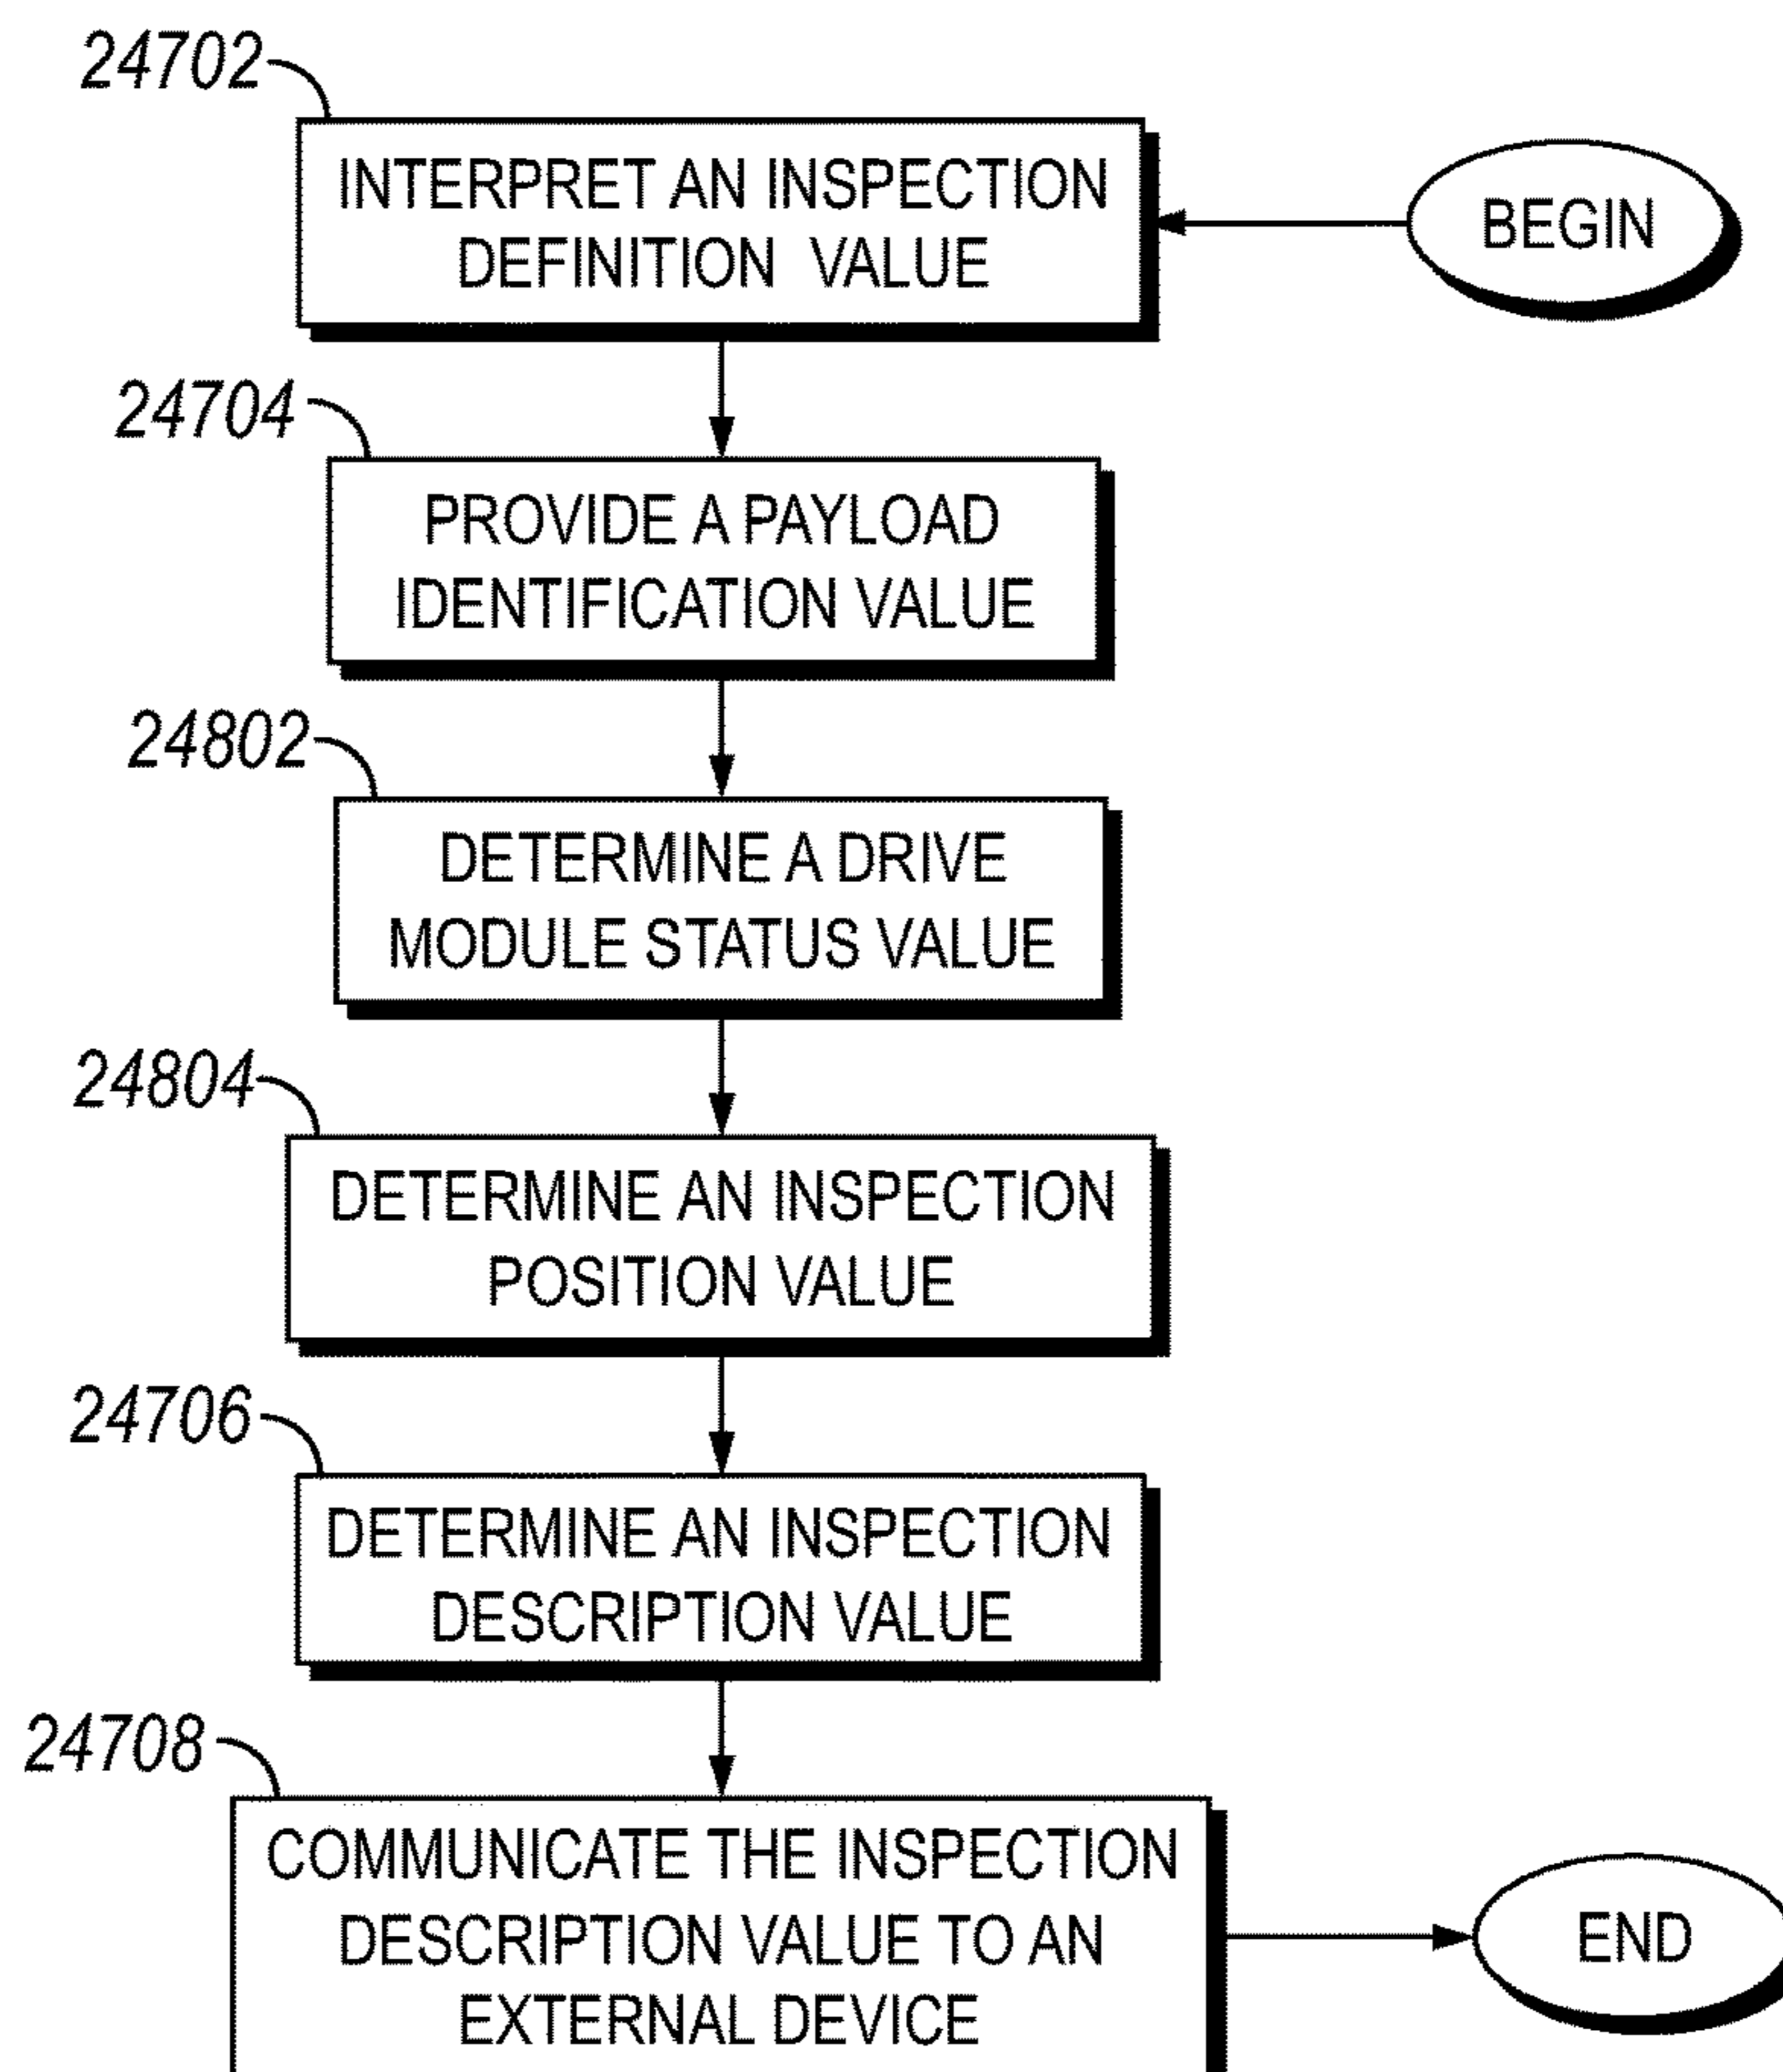 24702
INTERPRET AN INSPECTION
DEFINITION VALUE
BEGIN
24704
PROVIDE A PAYLOAD
IDENTIFICATION VALUE
24802
DETERMINE A DRIVE
MODULE STATUS VALUE
24804
DETERMINE AN INSPECTION
POSITION VALUE
24706
DETERMINE AN INSPECTION
DESCRIPTION VALUE
24708
COMMUNICATE THE INSPECTION
DESCRIPTION VALUE TO AN
EXTERNAL DEVICE
END